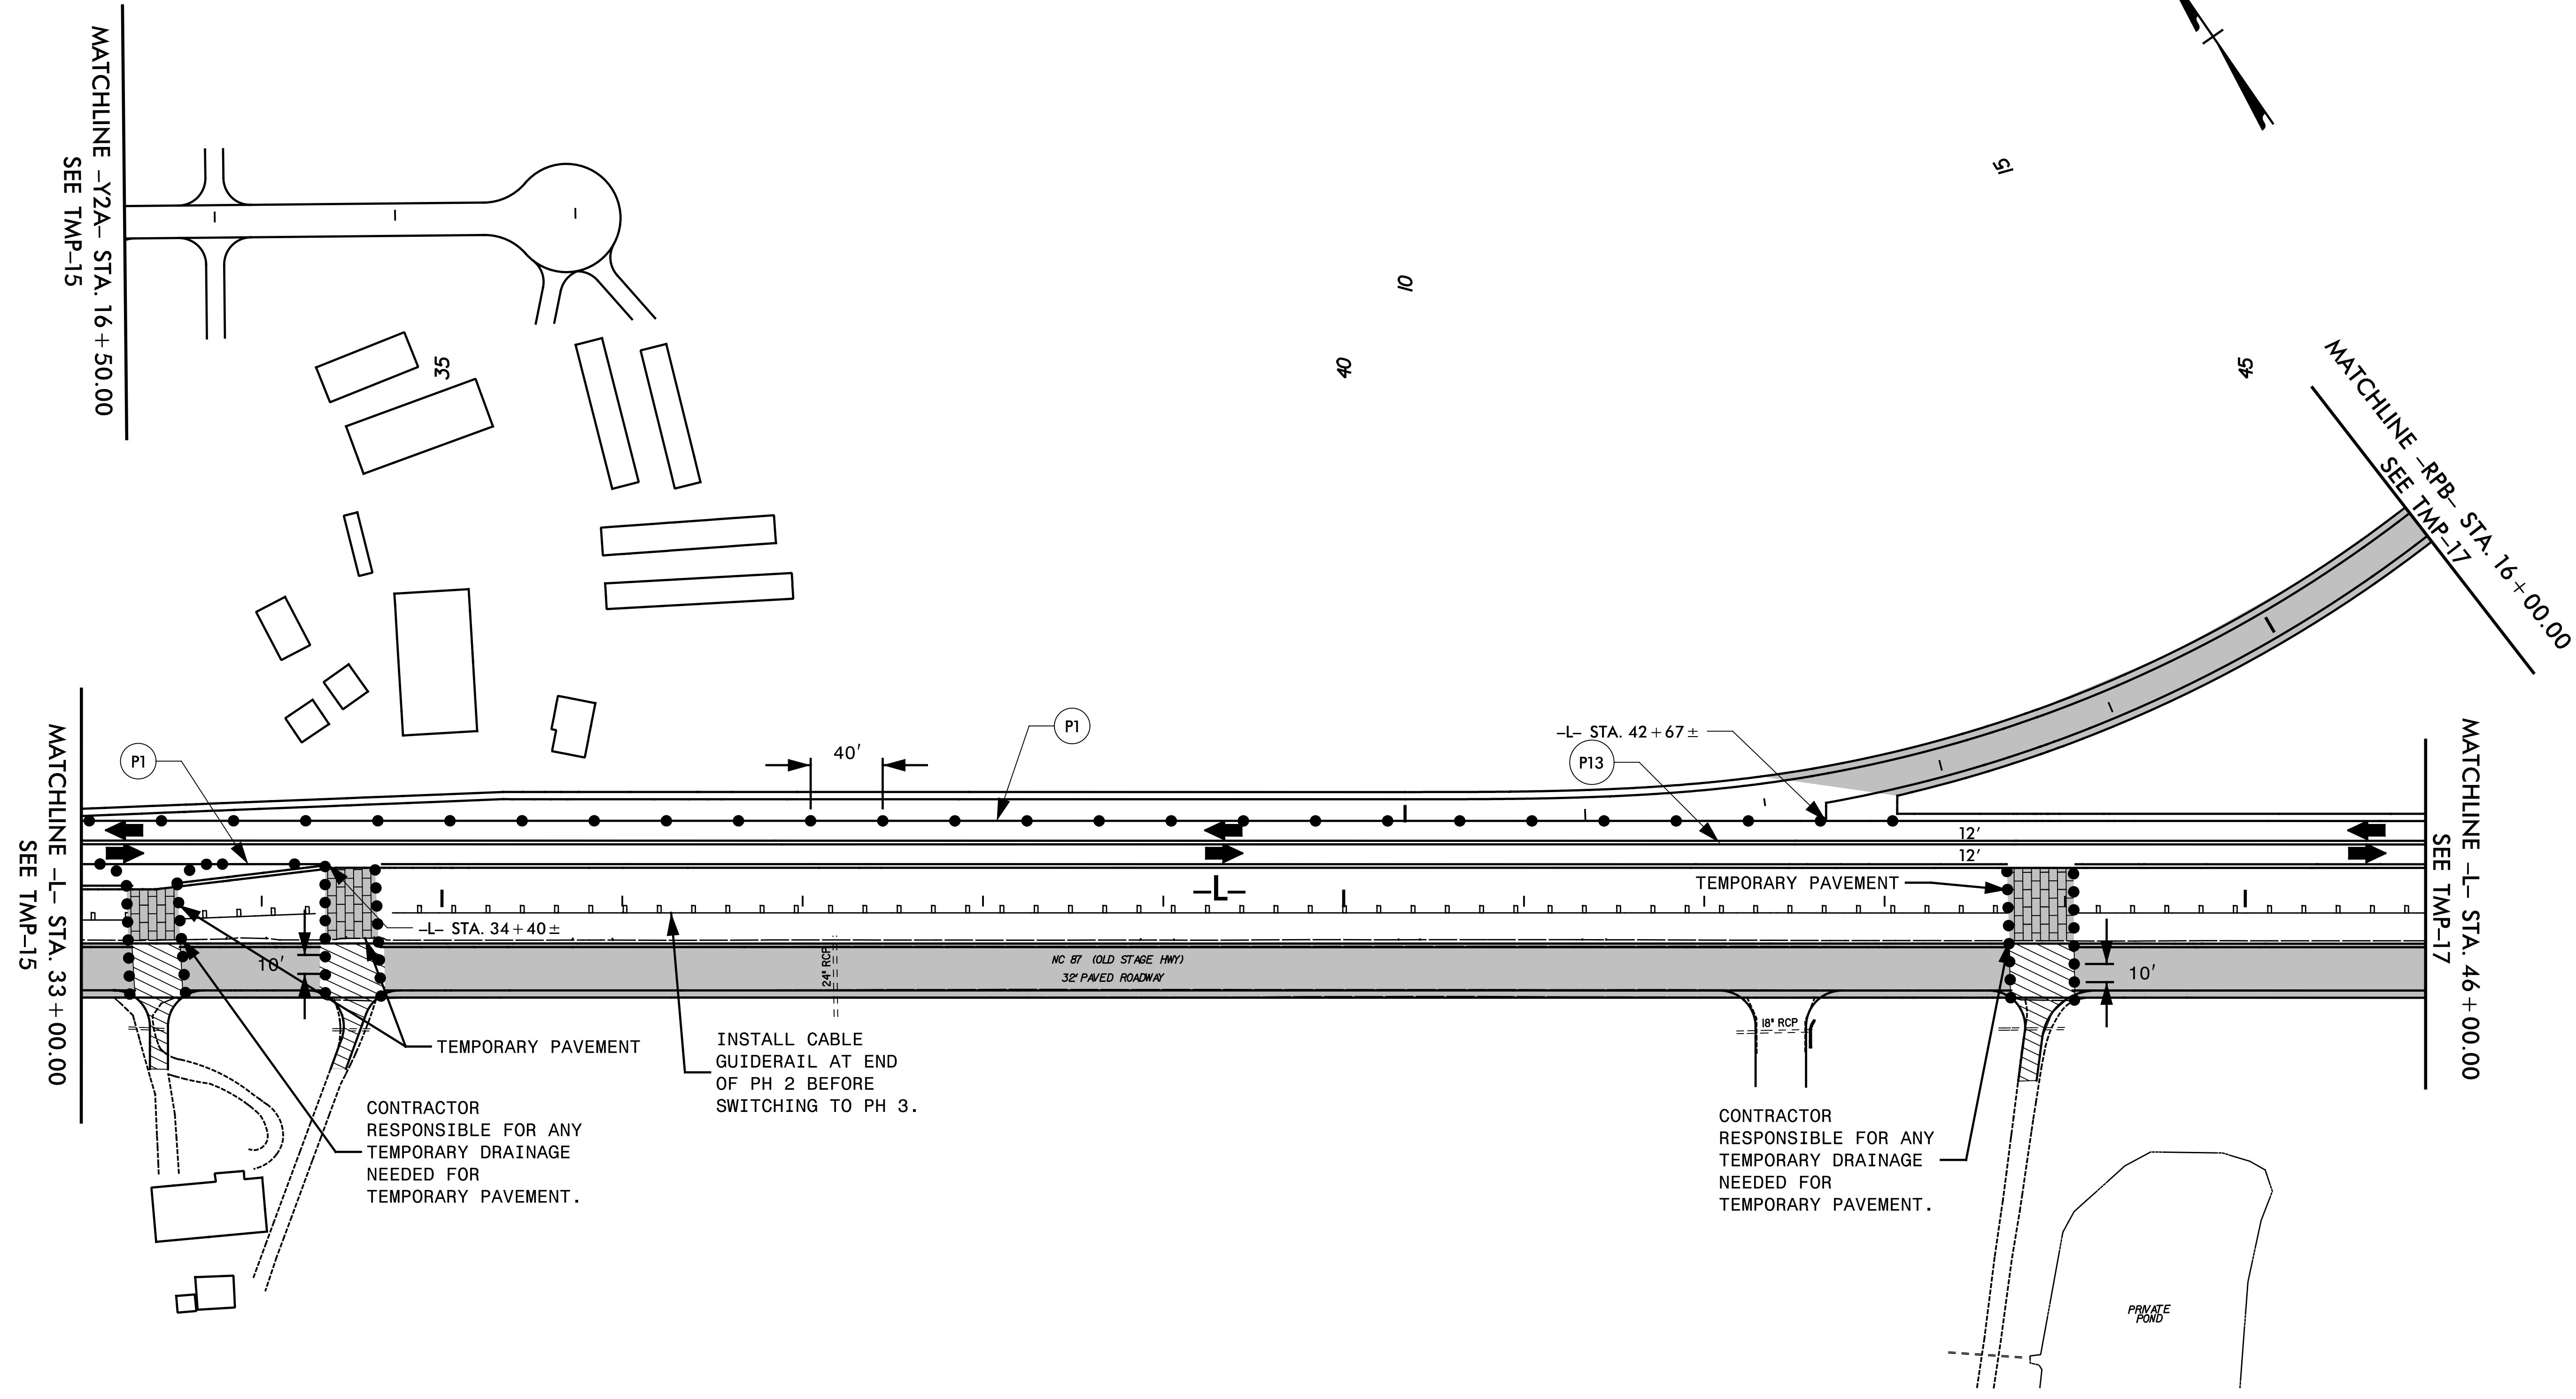 MATCHLINE –Y2A– STA. 16+50.00
SEE TMP–15
15
10
35
40
45
MATCHLINE –RPB– STA. 16+00.00
SEE TMP–17
MATCHLINE –L– STA. 33+00.00
SEE TMP–15
P1
40'
P1
–L– STA. 42+67±
P13
12'
12'
MATCHLINE –L– STA. 46+00.00
SEE TMP–17
–L–
TEMPORARY PAVEMENT
–L– STA. 34+40±
10'
24" RCP
NC 87 (OLD STAGE HWY)
32' PAVED ROADWAY
10'
18" RCP
TEMPORARY PAVEMENT
INSTALL CABLE
GUIDERAIL AT END
OF PH 2 BEFORE
SWITCHING TO PH 3.
CONTRACTOR
RESPONSIBLE FOR ANY
TEMPORARY DRAINAGE
NEEDED FOR
TEMPORARY PAVEMENT.
CONTRACTOR
RESPONSIBLE FOR ANY
TEMPORARY DRAINAGE
NEEDED FOR
TEMPORARY PAVEMENT.
PRIVATE
POND